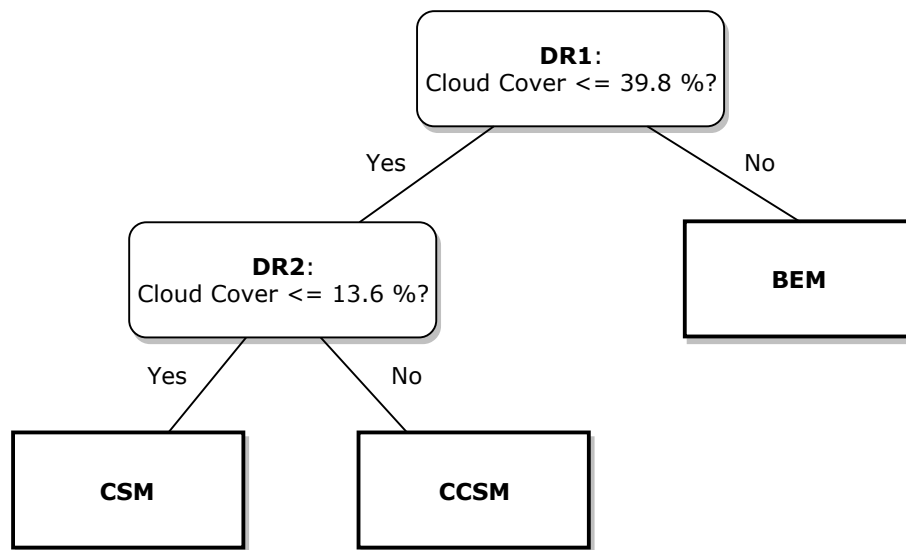 DR1:
Cloud Cover <= 39.8 %?
Yes
No
DR2:
Cloud Cover <= 13.6 %?
BEM
Yes
No
CSM
CCSM